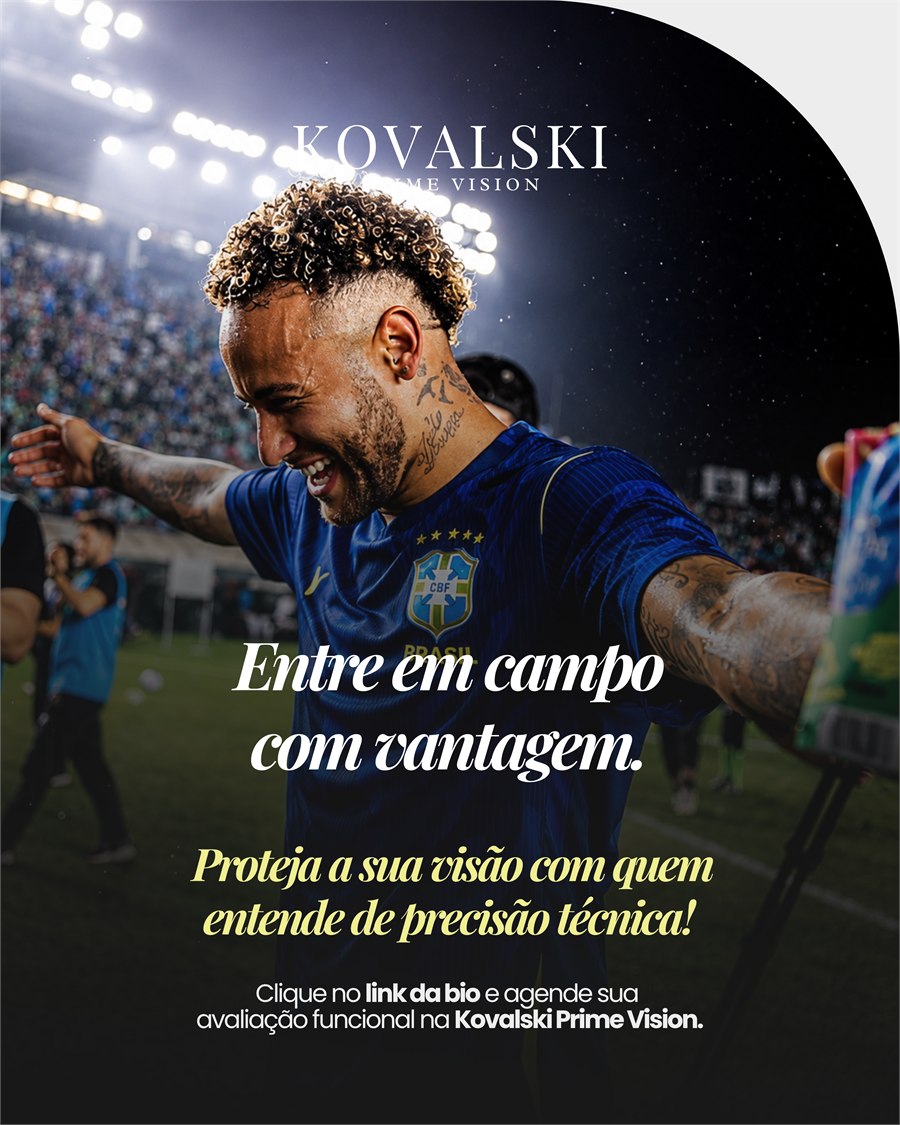 KOVALSKI
PRIME VISION
CBF
BRASIL
Entre em campo
com vantagem.
Proteja a sua visão com quem
entende de precisão técnica!
Clique no link da bio e agende sua
avaliação funcional na Kovalski Prime Vision.